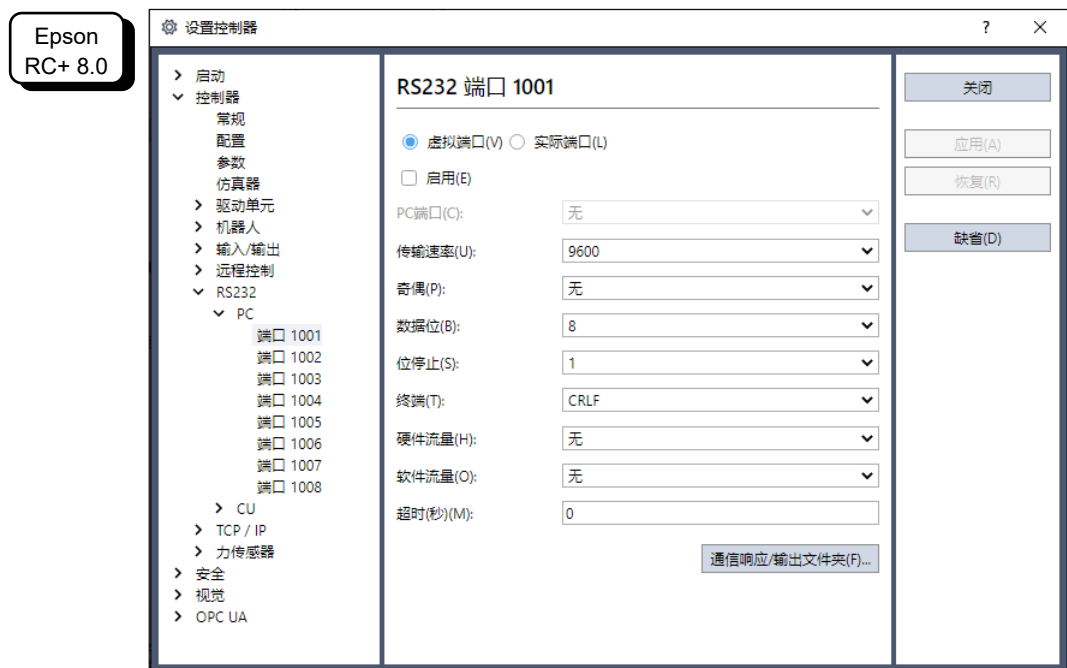 Epson
RC+ 8.0
设置控制器
?
启动
控制器
常规
配置
参数
仿真器
驱动单元
机器人
输入/输出
远程控制
RS232
PC
端口 1001
端口 1002
端口 1003
端口 1004
端口 1005
端口 1006
端口 1007
端口 1008
CU
TCP / IP
力传感器
安全
视觉
OPC UA
RS232 端口 1001
虚拟端口(V) 实际端口(L)
启用(E)
PC端口(C): 无
传输速率(U): 9600
奇偶(P): 无
数据位(B): 8
位停止(S): 1
终端(T): CRLF
硬件流量(H): 无
软件流量(O): 无
超时(秒)(M): 0
通信响应/输出文件夹(F)...
关闭
应用(A)
恢复(R)
缺省(D)